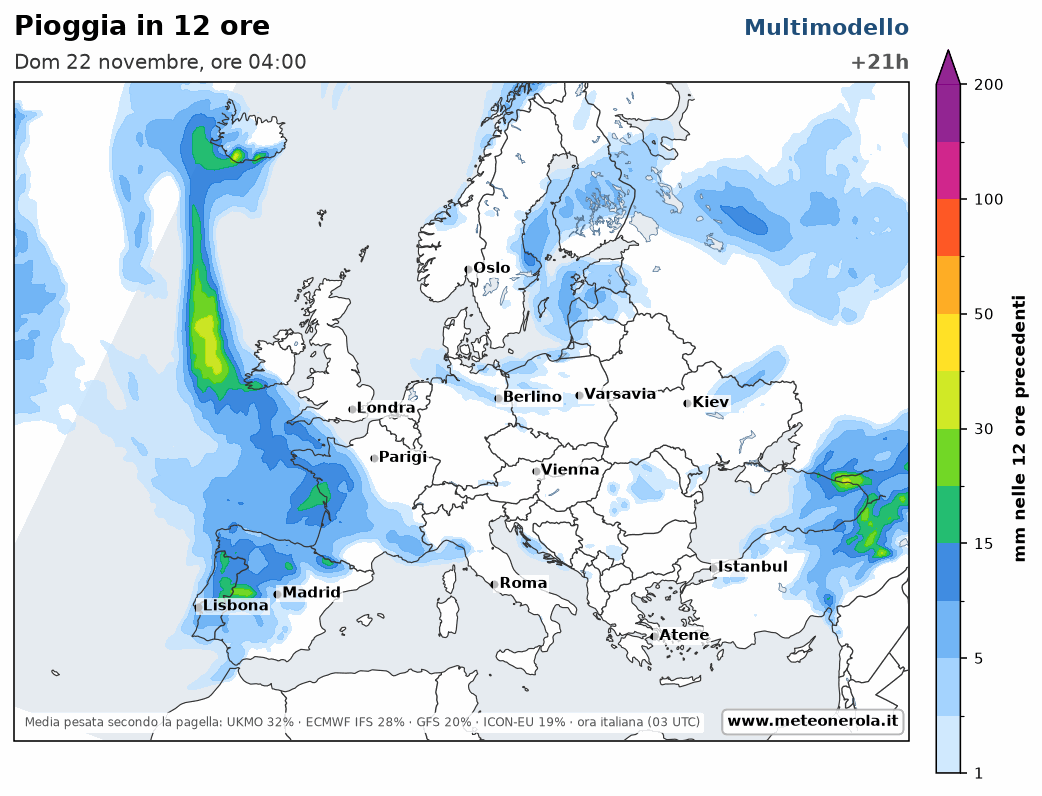 Pioggia in 12 ore
Multimodello
Dom 22 novembre, ore 04:00
+21h
200
100
50
30
15
5
1
mm nelle 12 ore precedenti
Oslo
Londra
Berlino
Varsavia
Kiev
Parigi
Vienna
Istanbul
Roma
Madrid
Lisbona
Atene
Media pesata secondo la pagella: UKMO 32% · ECMWF IFS 28% · GFS 20% · ICON-EU 19% · ora italiana (03 UTC)
www.meteonerola.it